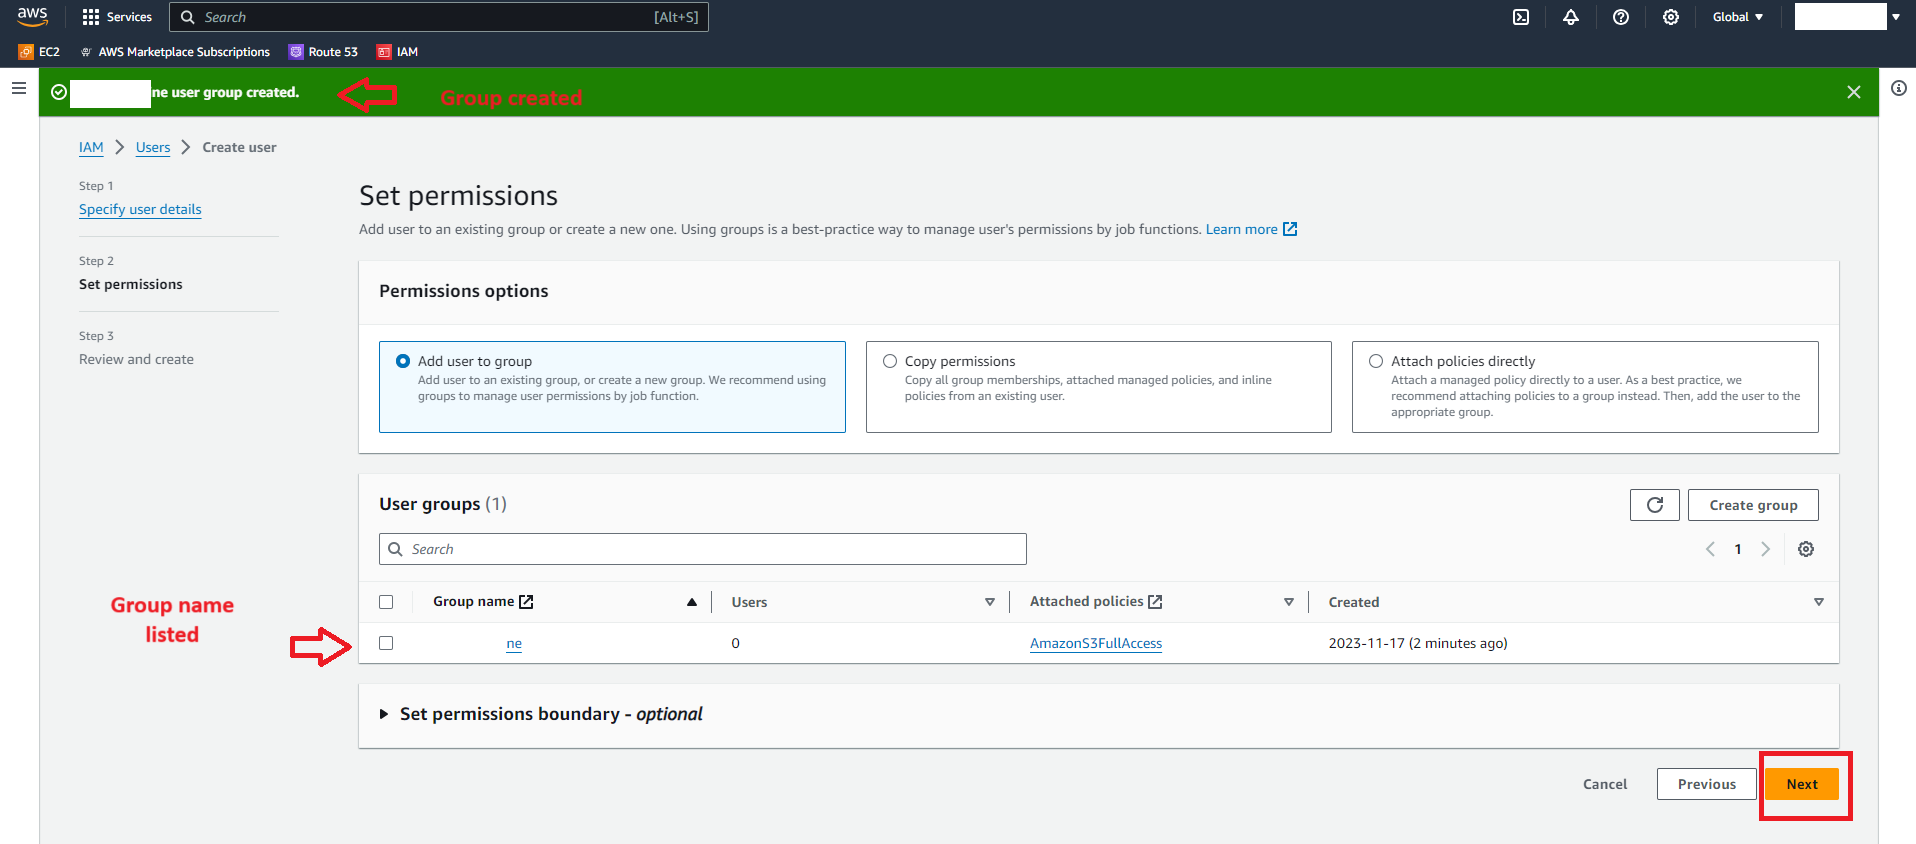 aws
Services
Search
[Alt+S]
Global
EC2
AWS Marketplace Subscriptions
Route 53
IAM
ne user group created.
Group created
IAM
Users
Create user
Step 1
Specify user details
Step 2
Set permissions
Step 3
Review and create
Set permissions
Add user to an existing group or create a new one. Using groups is a best-practice way to manage user's permissions by job functions. Learn more
Permissions options
Add user to group
Add user to an existing group, or create a new group. We recommend using
groups to manage user permissions by job function.
Copy permissions
Copy all group memberships, attached managed policies, and inline
policies from an existing user.
Attach policies directly
Attach a managed policy directly to a user. As a best practice, we
recommend attaching policies to a group instead. Then, add the user to the
appropriate group.
User groups (1)
Create group
Search
1
Group name
Users
Attached policies
Created
Group name
listed
ne
0
AmazonS3FullAccess
2023-11-17 (2 minutes ago)
Set permissions boundary - optional
Cancel
Previous
Next